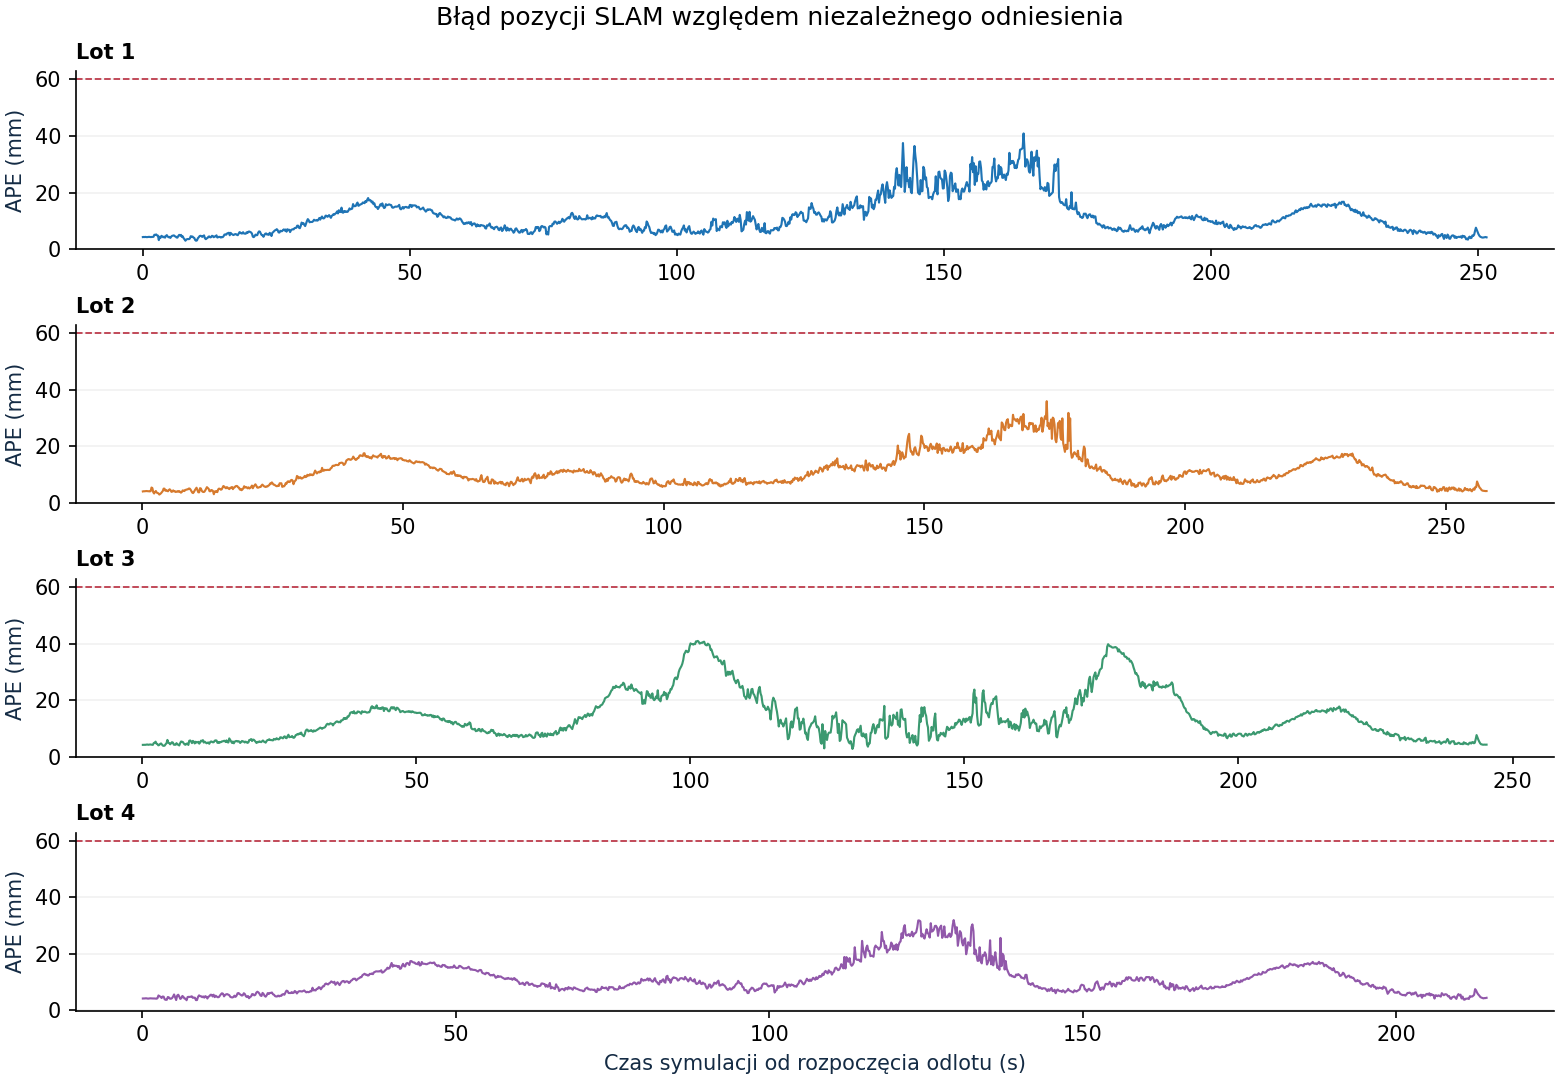 Błąd pozycji SLAM względem niezależnego odniesienia
Lot 1
60
40
20
0
APE (mm)
0 50 100 150 200 250
Lot 2
60
40
20
0
APE (mm)
0 50 100 150 200 250
Lot 3
60
40
20
0
APE (mm)
0 50 100 150 200 250
Lot 4
60
40
20
0
APE (mm)
0 50 100 150 200
Czas symulacji od rozpoczęcia odlotu (s)